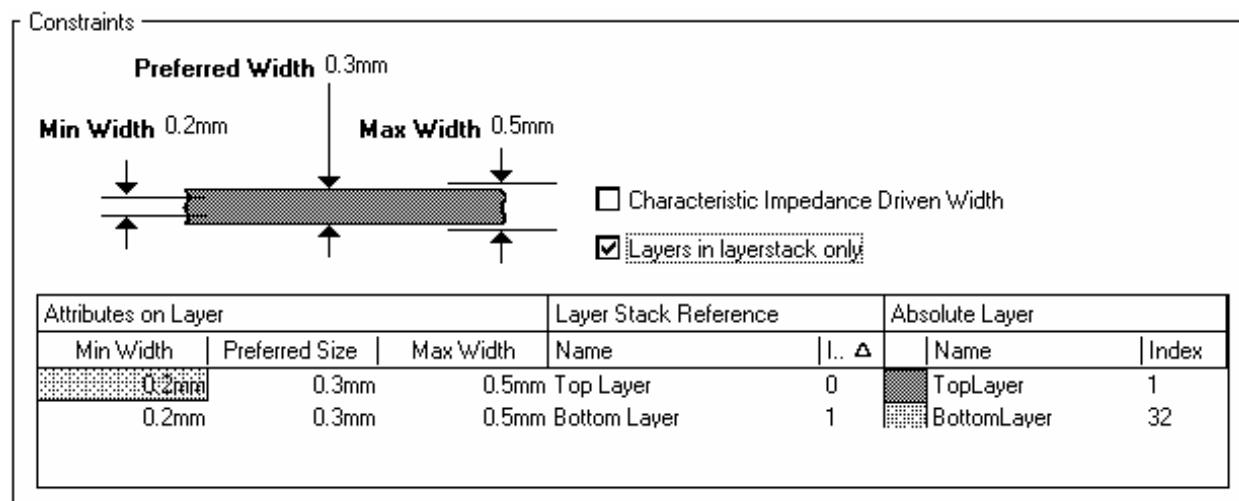 Constraints
Preferred Width 0.3mm
Min Width 0.2mm
Max Width 0.5mm
Characteristic Impedance Driven Width
Layers in layerstack only
Attributes on Layer Layer Stack Reference Absolute Layer
Min Width Preferred Size Max Width Name I.. Name Index
0.2mm 0.3mm 0.5mm Top Layer 0 TopLayer 1
0.2mm 0.3mm 0.5mm Bottom Layer 1 BottomLayer 32